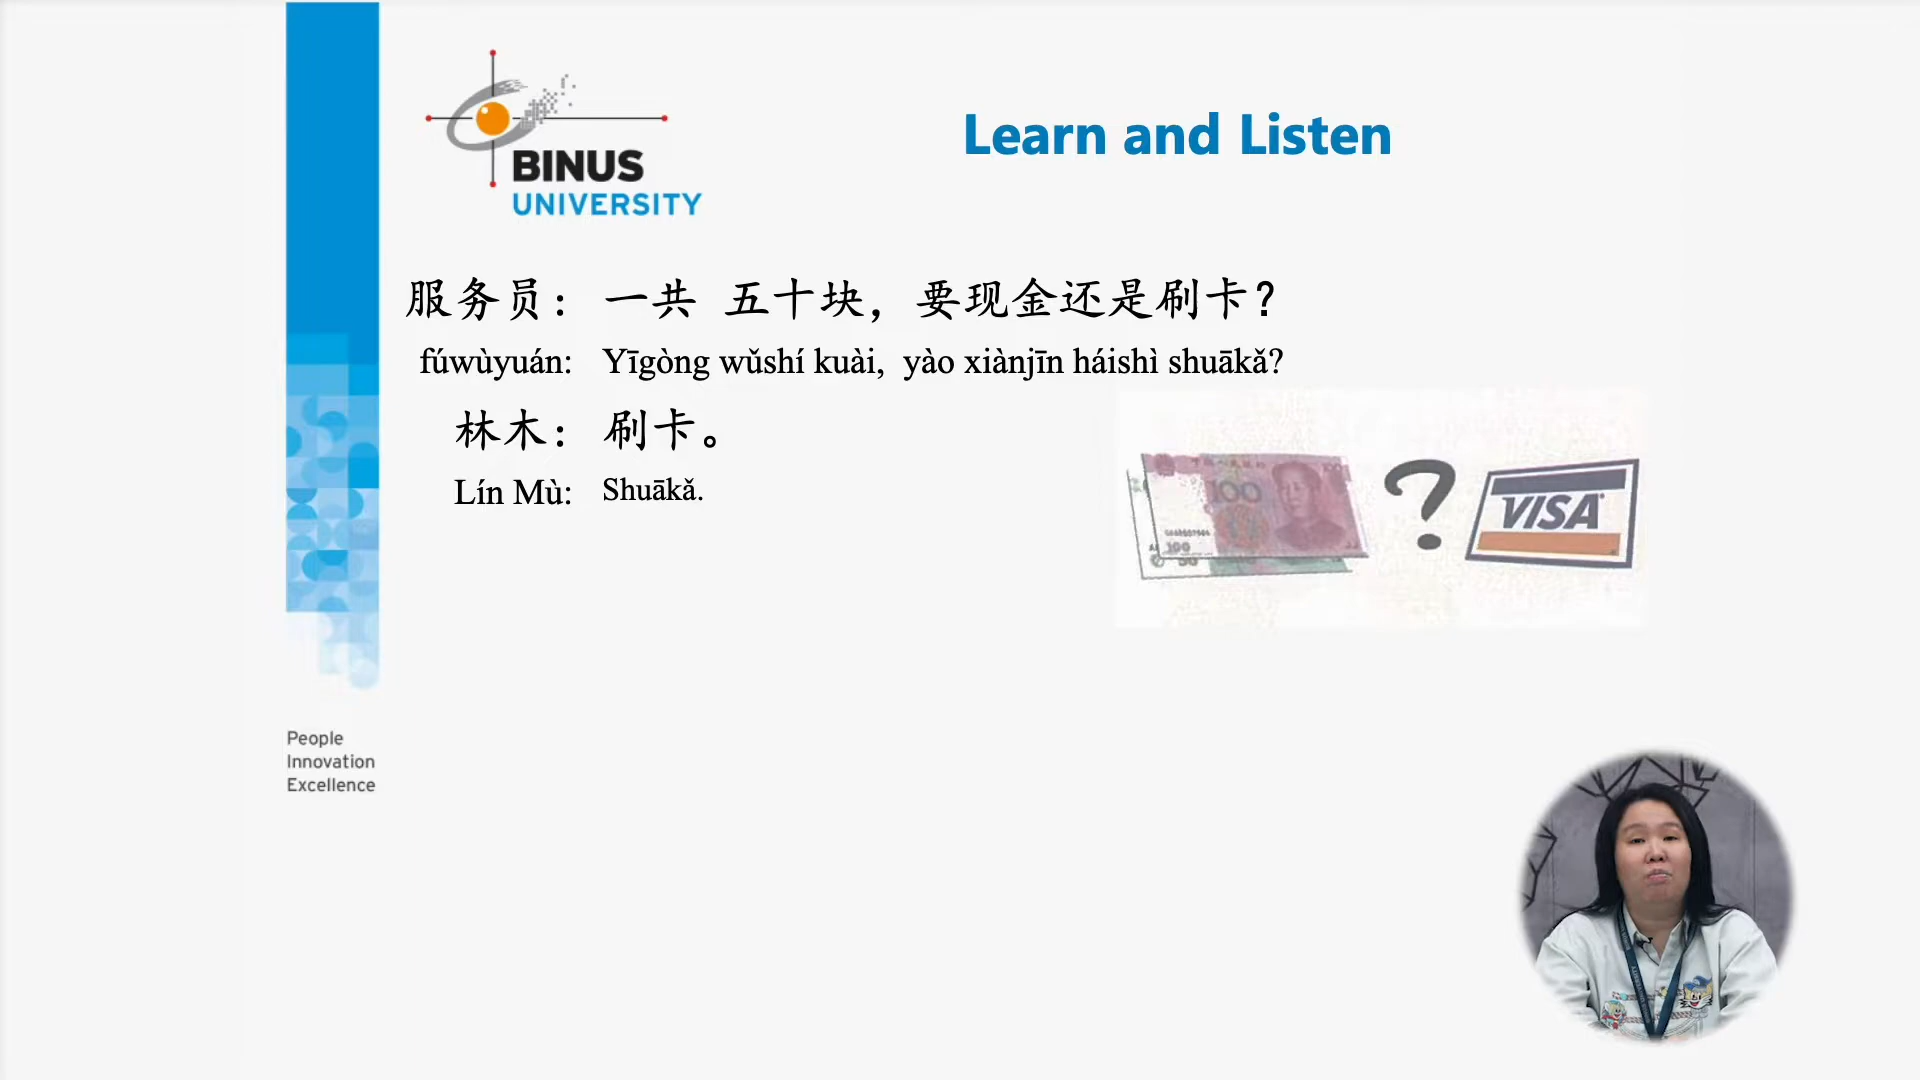 BINUS
UNIVERSITY
Learn and Listen
服务员： 一共 五十块，要现金还是刷卡？
fúwùyuán: Yīgòng wǔshí kuài, yào xiànjīn háishì shuākǎ?
林木： 刷卡。
Lín Mù: Shuākǎ.
100
100
?
VISA
People
Innovation
Excellence